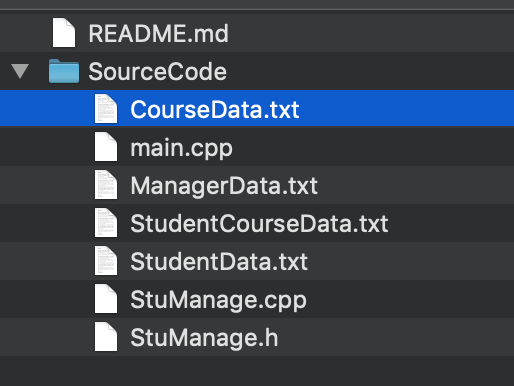 README.md
SourceCode
CourseData.txt
main.cpp
ManagerData.txt
StudentCourseData.txt
StudentData.txt
StuManage.cpp
StuManage.h